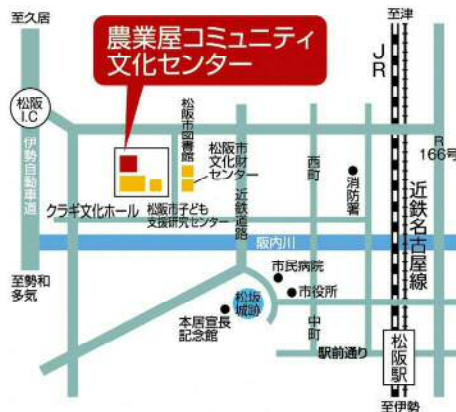 至久居
至津
農業屋コミュニティ
文化センター
JR
松阪
I.C
伊勢自動車道
松阪市図書館
松阪市
文化財
センター
西町
消防署
R
166号
クラギ文化ホール
松阪市子ども
支援研究センター
近鉄道路
近鉄名古屋線
阪内川
至勢和
多気
市民病院
市役所
松坂
城跡
本居宣長
記念館
中町
駅前通り
松阪駅
至伊勢